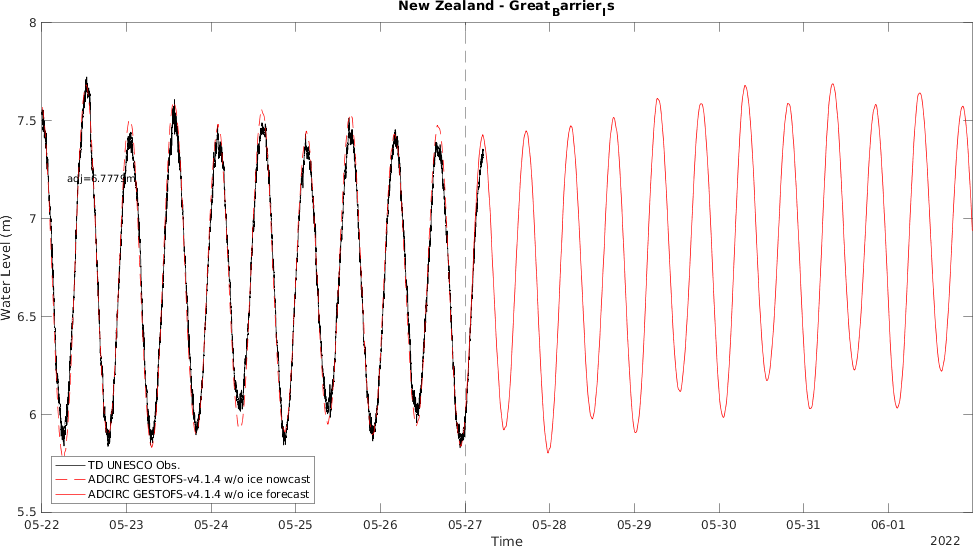 New Zealand - Great_Barrier_Is
8
7.5
adj=6.7779m
7
Water Level (m)
6.5
6
TD UNESCO Obs.
ADCIRC GESTOFS-v4.1.4 w/o ice nowcast
ADCIRC GESTOFS-v4.1.4 w/o ice forecast
5.5
05-22 05-23 05-24 05-25 05-26 05-27 05-28 05-29 05-30 05-31 06-01
Time
2022